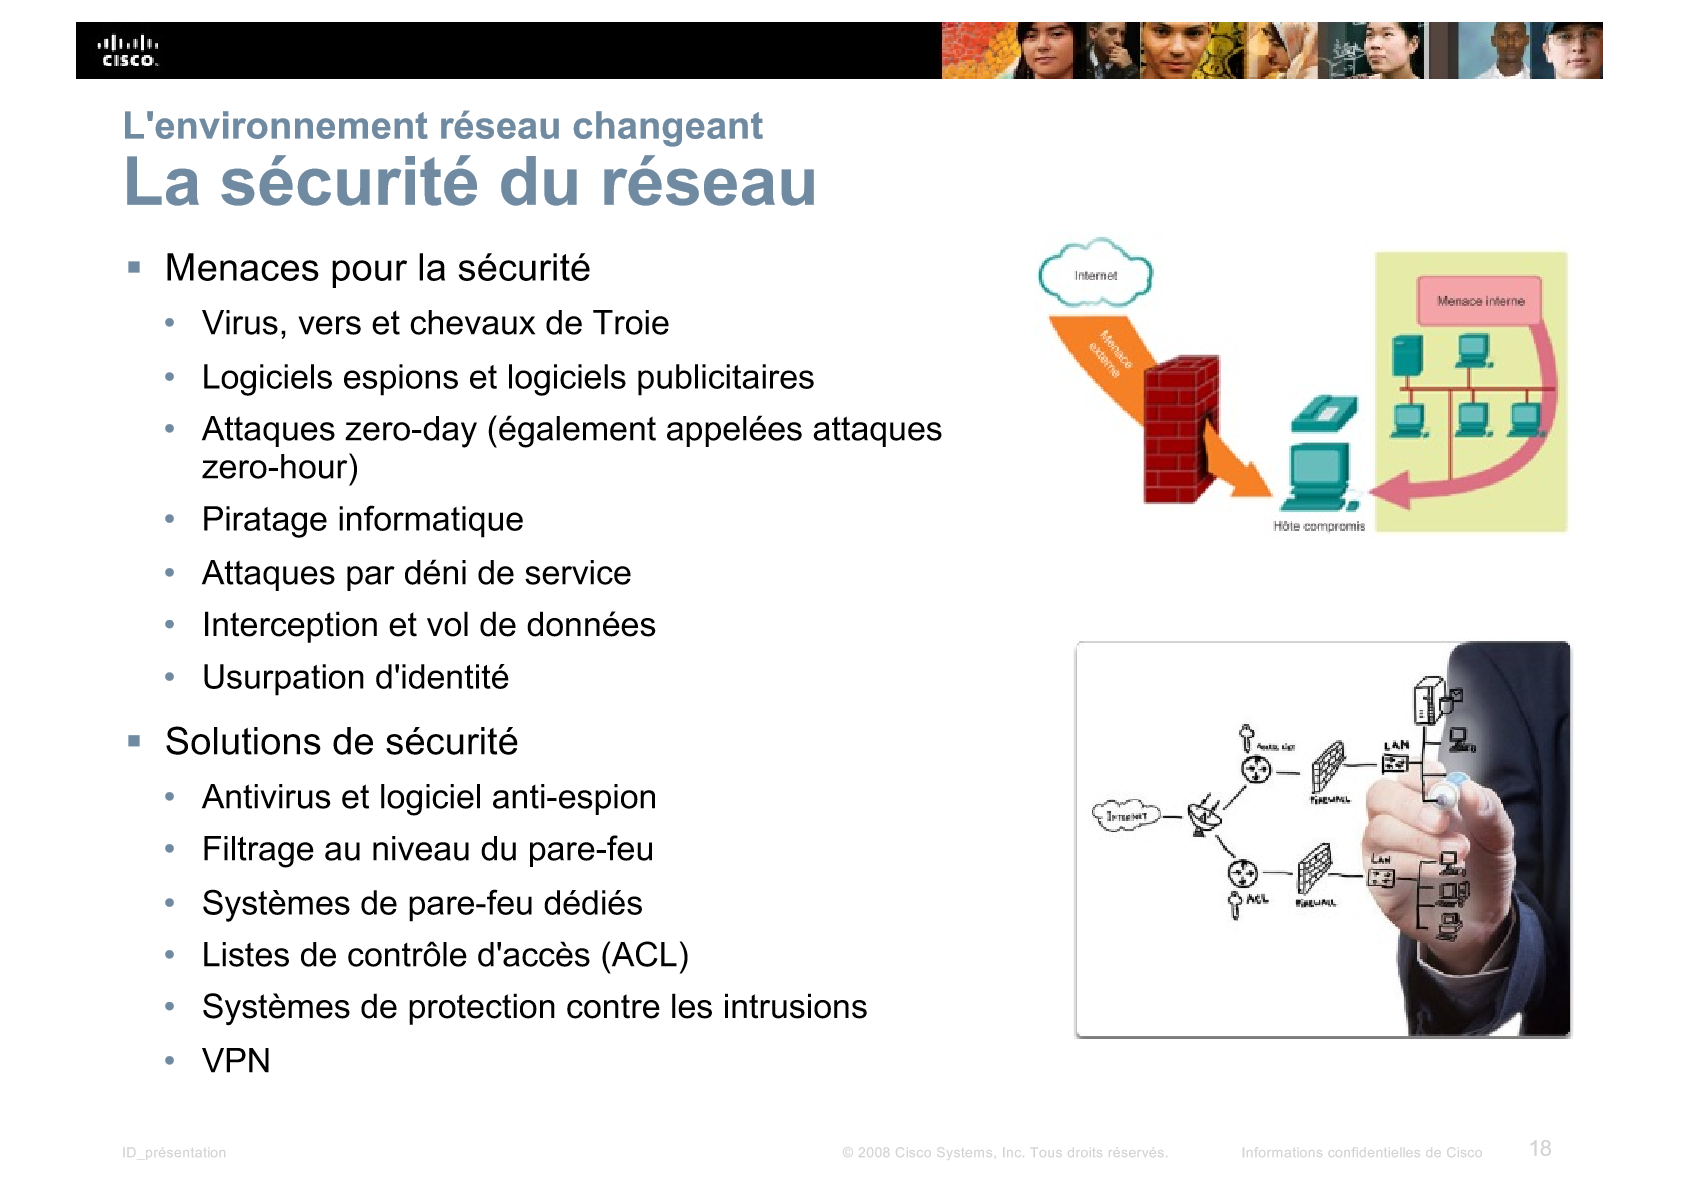 CISCO
L'environnement réseau changeant
La sécurité du réseau
Menaces pour la sécurité
Virus, vers et chevaux de Troie
Logiciels espions et logiciels publicitaires
Attaques zero-day (également appelées attaques
zero-hour)
Piratage informatique
Attaques par déni de service
Interception et vol de données
Usurpation d'identité
Solutions de sécurité
Antivirus et logiciel anti-espion
Filtrage au niveau du pare-feu
Systèmes de pare-feu dédiés
Listes de contrôle d'accès (ACL)
Systèmes de protection contre les intrusions
VPN
Internet
Menace
externe
Menace interne
Hôte compromis
INTERNET
LAN
FIREWALL
LAN
ACL
FIREWALL
ID_présentation
© 2008 Cisco Systems, Inc. Tous droits réservés.
Informations confidentielles de Cisco
18